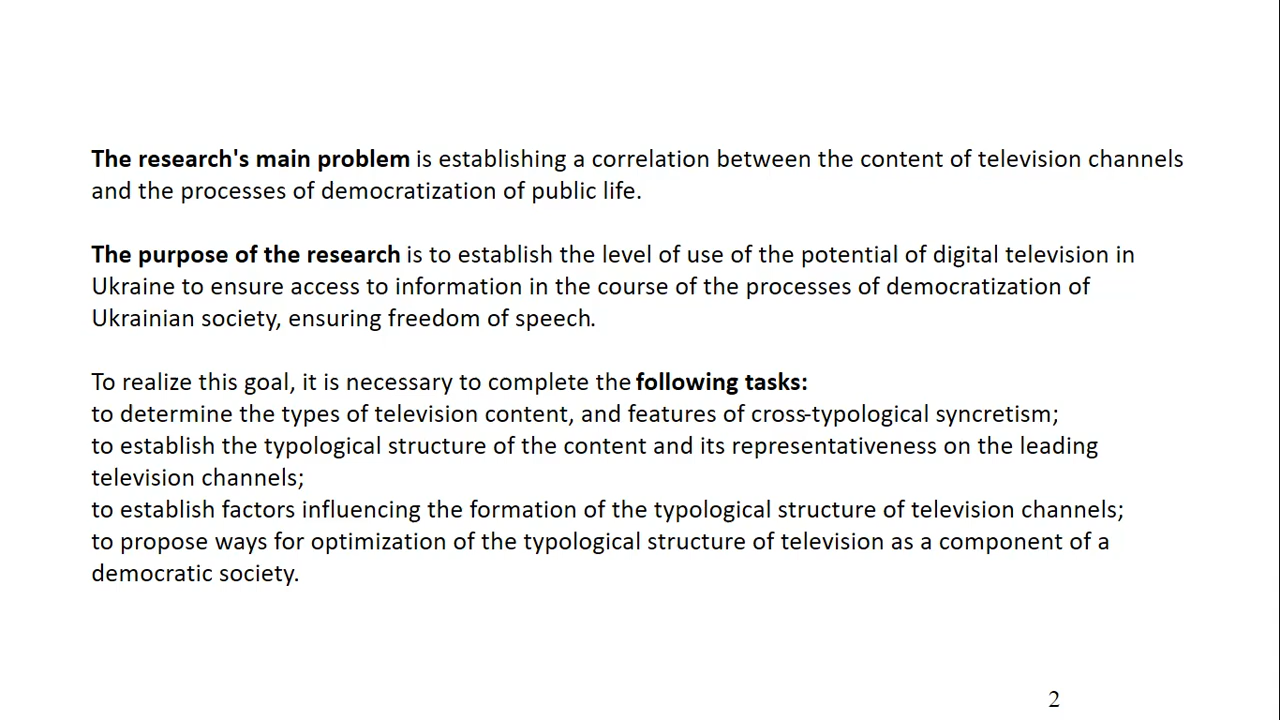 The research's main problem is establishing a correlation between the content of television channels
and the processes of democratization of public life.
The purpose of the research is to establish the level of use of the potential of digital television in
Ukraine to ensure access to information in the course of the processes of democratization of
Ukrainian society, ensuring freedom of speech.
To realize this goal, it is necessary to complete the following tasks:
to determine the types of television content, and features of cross-typological syncretism;
to establish the typological structure of the content and its representativeness on the leading
television channels;
to establish factors influencing the formation of the typological structure of television channels;
to propose ways for optimization of the typological structure of television as a component of a
democratic society.
2